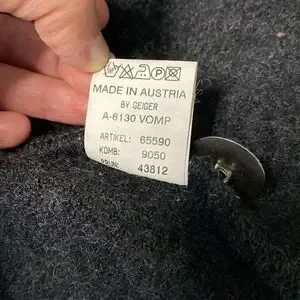 MADE IN AUSTRIA
BY GEIGER
A-6130 VOMP
ARTIKEL: 65590
KOMB: 9050
43812